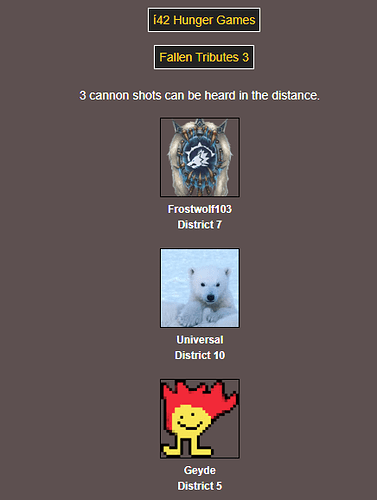 i42 Hunger Games
Fallen Tributes 3
3 cannon shots can be heard in the distance.
Frostwolf103
District 7
Universal
District 10
Geyde
District 5